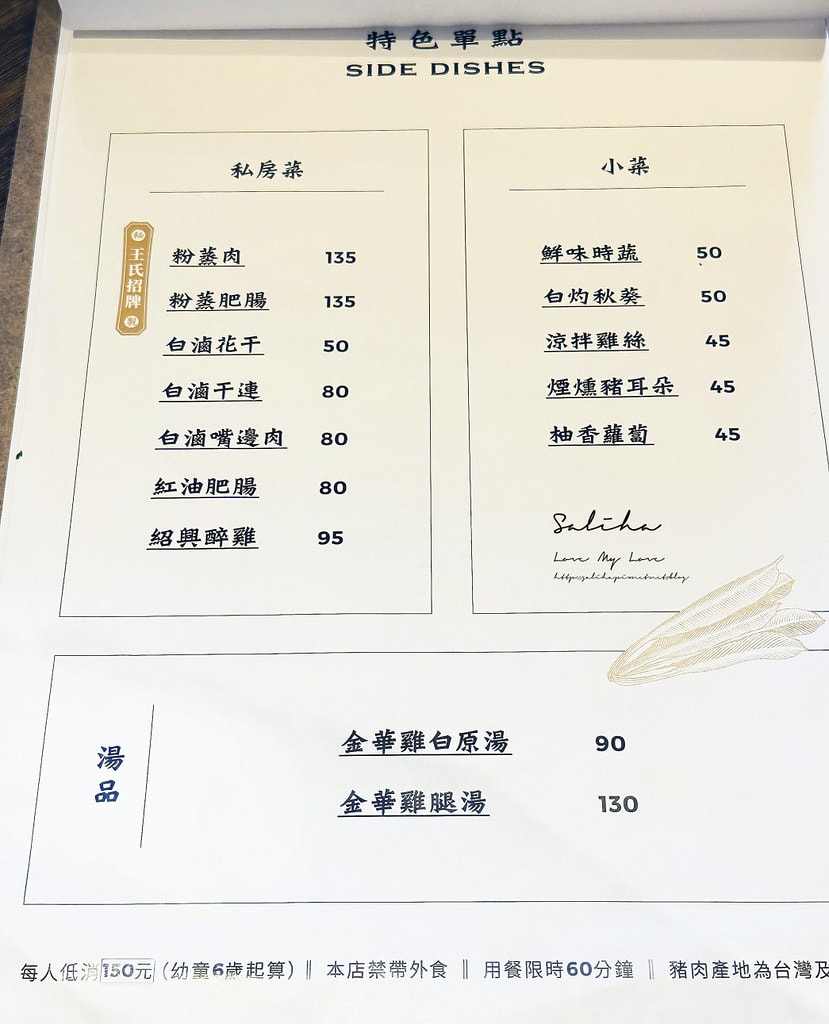 特色單點
SIDE DISHES
私房菜
秘 王氏招牌 製
粉蒸肉 135
粉蒸肥腸 135
白滷花干 50
白滷干連 80
白滷嘴邊肉 80
紅油肥腸 80
紹興醉雞 95
小菜
鮮味時蔬 50
白灼秋葵 50
涼拌雞絲 45
煙燻豬耳朵 45
柚香蘿蔔 45
Saliha
Love My Love
湯品
金華雞白原湯 90
金華雞腿湯 130
每人低消150元（幼童6歲起算）‖ 本店禁帶外食 ‖ 用餐限時60分鐘 ‖ 豬肉產地為台灣及